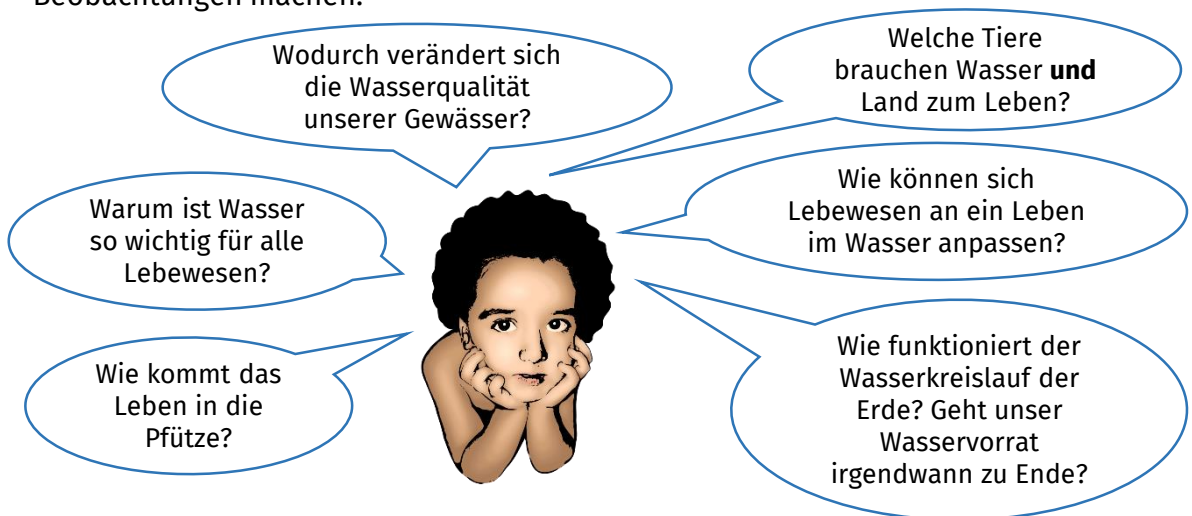 Beobachtungen machen.
Wodurch verändert sich
die Wasserqualität
unserer Gewässer?
Welche Tiere
brauchen Wasser und
Land zum Leben?
Warum ist Wasser
so wichtig für alle
Lebewesen?
Wie können sich
Lebewesen an ein Leben
im Wasser anpassen?
Wie kommt das
Leben in die
Pfütze?
Wie funktioniert der
Wasserkreislauf der
Erde? Geht unser
Wasservorrat
irgendwann zu Ende?